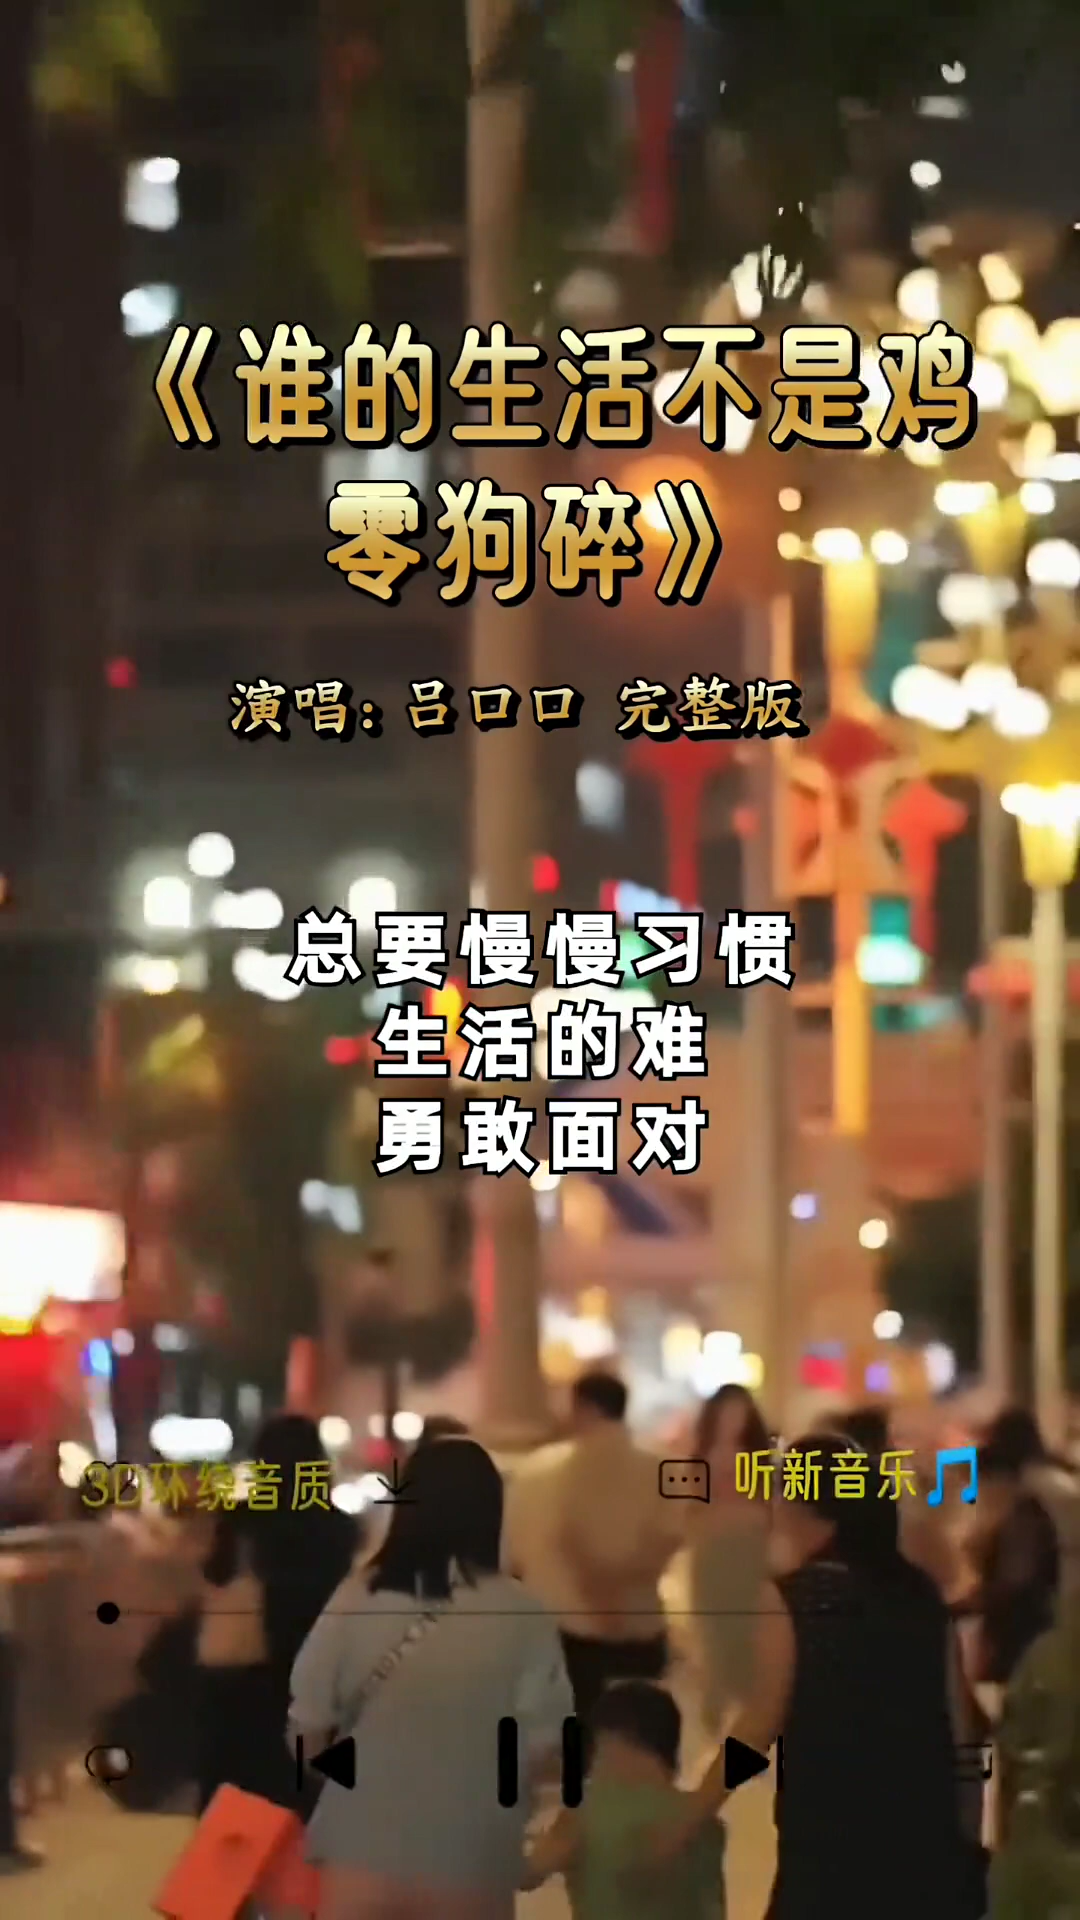 《谁的生活不是鸡
零狗碎》
演唱:吕口口 完整版
总要慢慢习惯
生活的难
勇敢面对
3D环绕音质
听新音乐